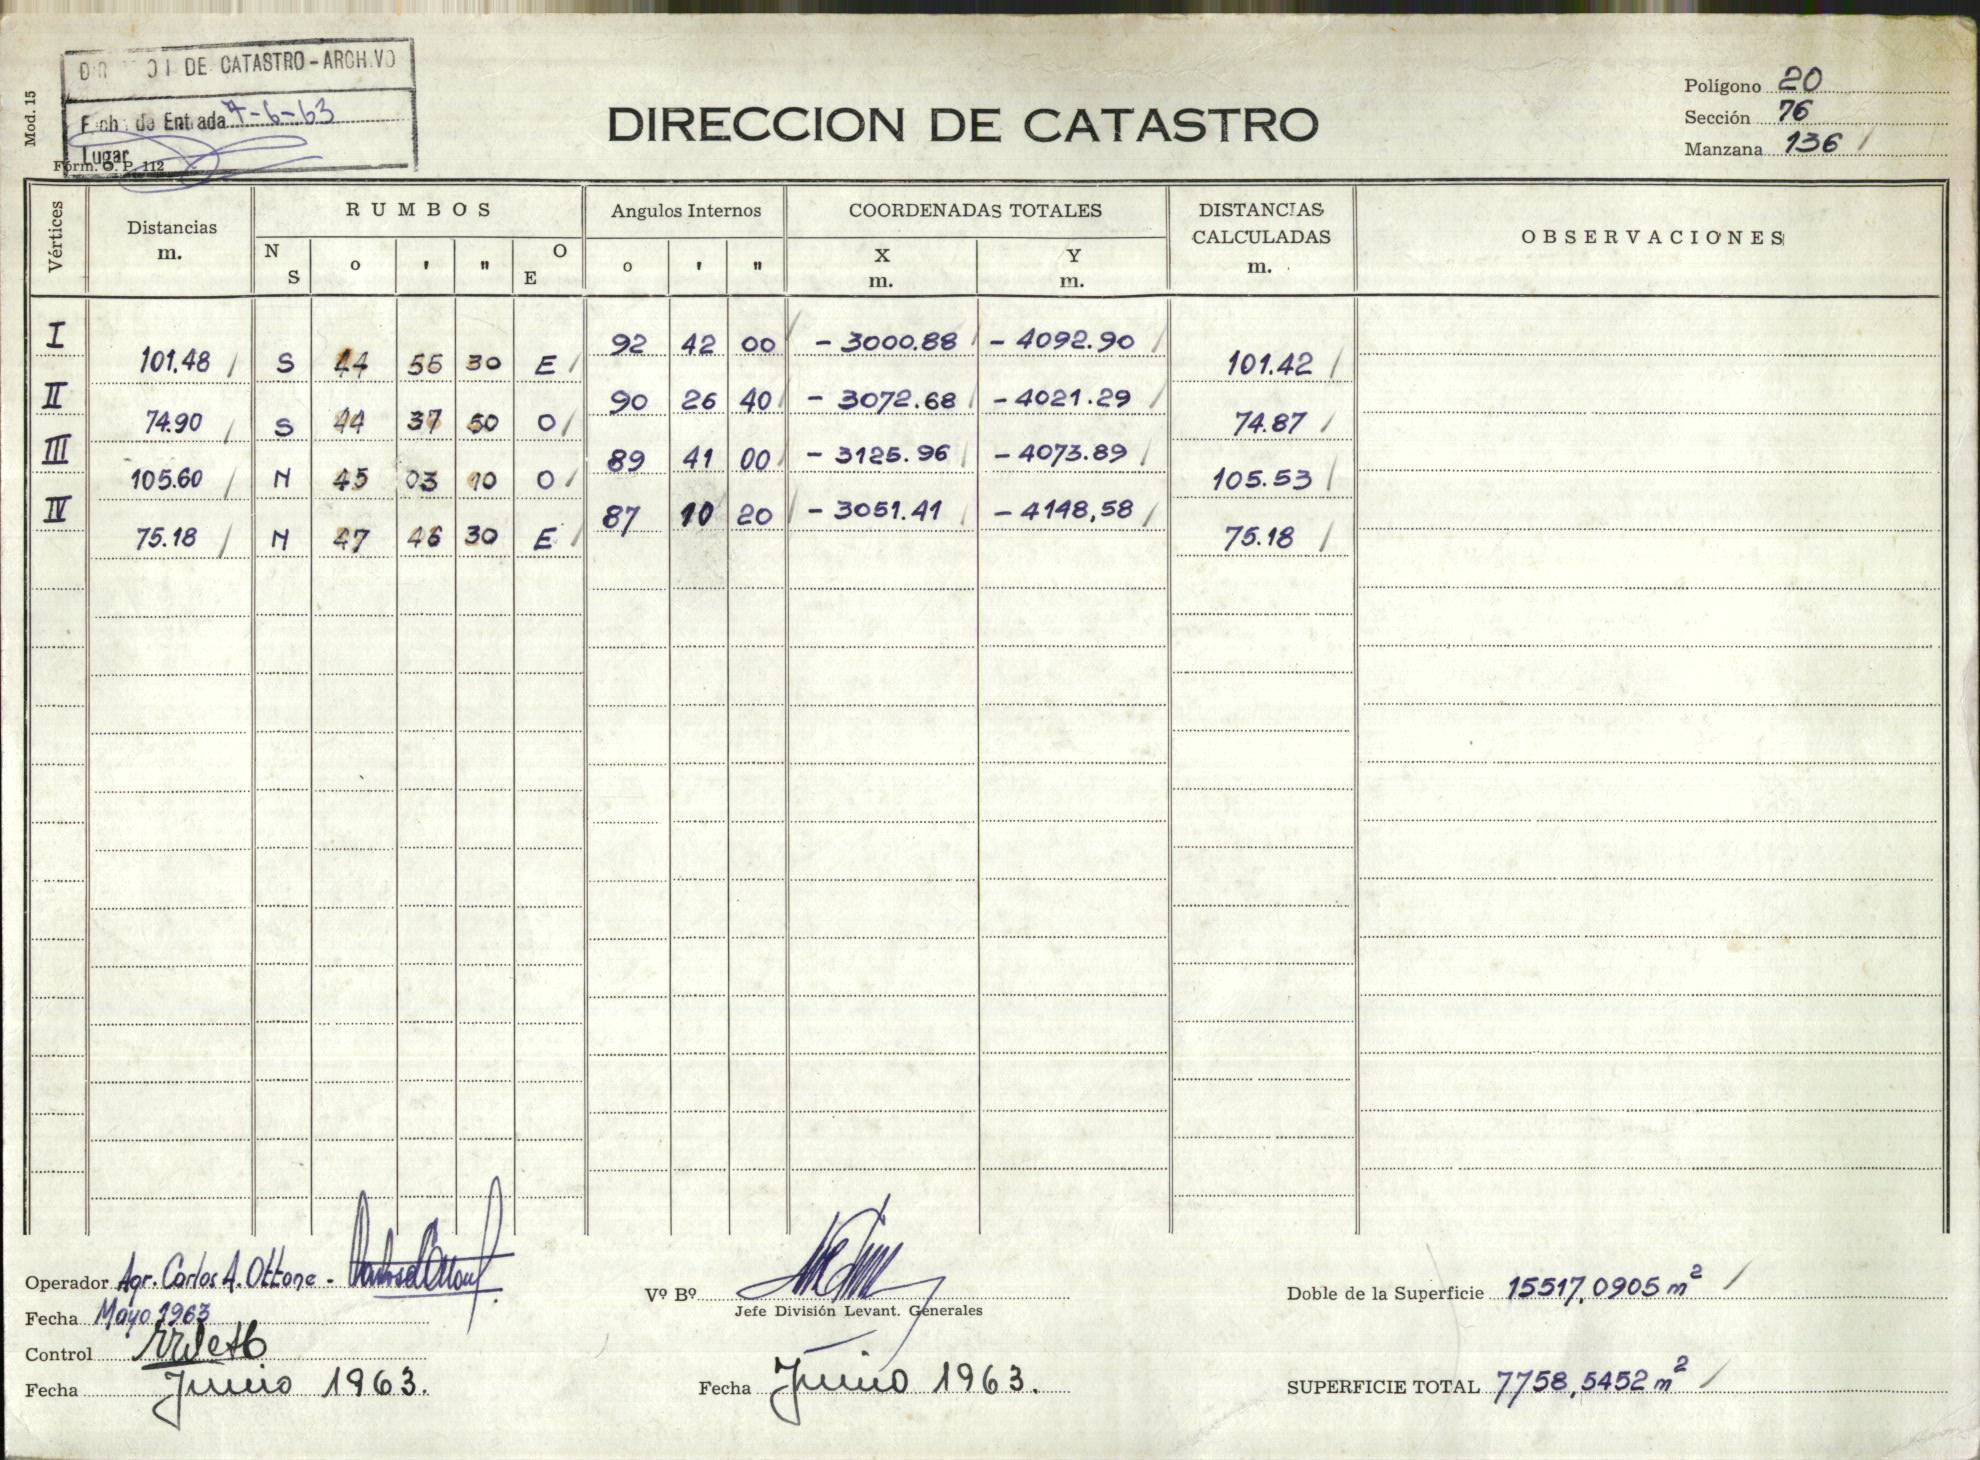 DE CATASTRO - ARCH.VO
Mod. 15
de Entrada 7-6-63
Lugar
Form. O. P. 112
DIRECCION DE CATASTRO
Polígono 20
Sección 76
Manzana 136 /
Vértices Distancias m. RUMBOS Angulos Internos COORDENADAS TOTALES DISTANCIAS CALCULADAS m. OBSERVACIONES
N S o ' " O E o ' " X m. Y m.
I 92 42 00 / - 3000.88 / - 4092.90 /
101.48 / S 44 55 30 E / 101.42 /
II 90 26 40 / - 3072.68 / - 4021.29 /
74.90 / S 44 37 50 O / 74.87 /
III 89 41 00 / - 3125.96 / - 4073.89 /
105.60 / N 45 03 10 O / 105.53 /
IV 87 10 20 / - 3051.41 / - 4148,58 /
75.18 / N 47 46 30 E / 75.18 /
Operador Agr. Carlos A. Ottone -
Fecha Mayo 1963
Control
Fecha Junio 1963.
Vº Bº
Jefe División Levant. Generales
Fecha Junio 1963.
Doble de la Superficie 15517,0905 m² /
SUPERFICIE TOTAL 7758,5452 m² /